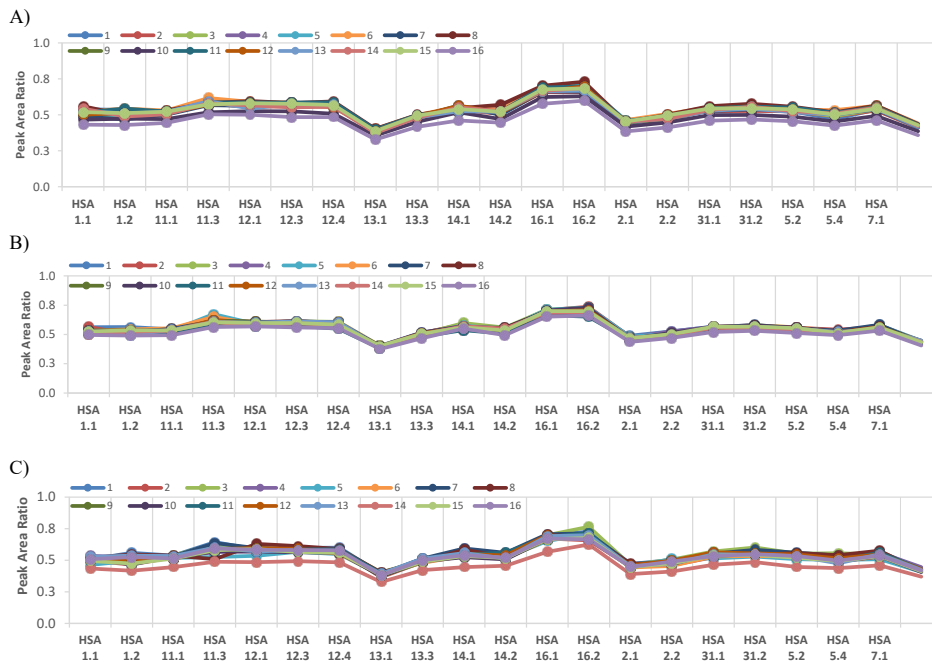 A)
1 2 3 4 5 6 7 8
9 10 11 12 13 14 15 16
Peak Area Ratio
1.0
0.8
0.5
0.3
0.0
HSA HSA HSA HSA HSA HSA HSA HSA HSA HSA HSA HSA HSA HSA HSA HSA HSA HSA HSA HSA
1.1 1.2 11.1 11.3 12.1 12.3 12.4 13.1 13.3 14.1 14.2 16.1 16.2 2.1 2.2 31.1 31.2 5.2 5.4 7.1
B)
1 2 3 4 5 6 7 8
9 10 11 12 13 14 15 16
Peak Area Ratio
1.0
0.8
0.5
0.3
0.0
HSA HSA HSA HSA HSA HSA HSA HSA HSA HSA HSA HSA HSA HSA HSA HSA HSA HSA HSA HSA
1.1 1.2 11.1 11.3 12.1 12.3 12.4 13.1 13.3 14.1 14.2 16.1 16.2 2.1 2.2 31.1 31.2 5.2 5.4 7.1
C)
1 2 3 4 5 6 7 8
9 10 11 12 13 14 15 16
Peak Area Ratio
1.0
0.8
0.5
0.3
0.0
HSA HSA HSA HSA HSA HSA HSA HSA HSA HSA HSA HSA HSA HSA HSA HSA HSA HSA HSA HSA
1.1 1.2 11.1 11.3 12.1 12.3 12.4 13.1 13.3 14.1 14.2 16.1 16.2 2.1 2.2 31.1 31.2 5.2 5.4 7.1